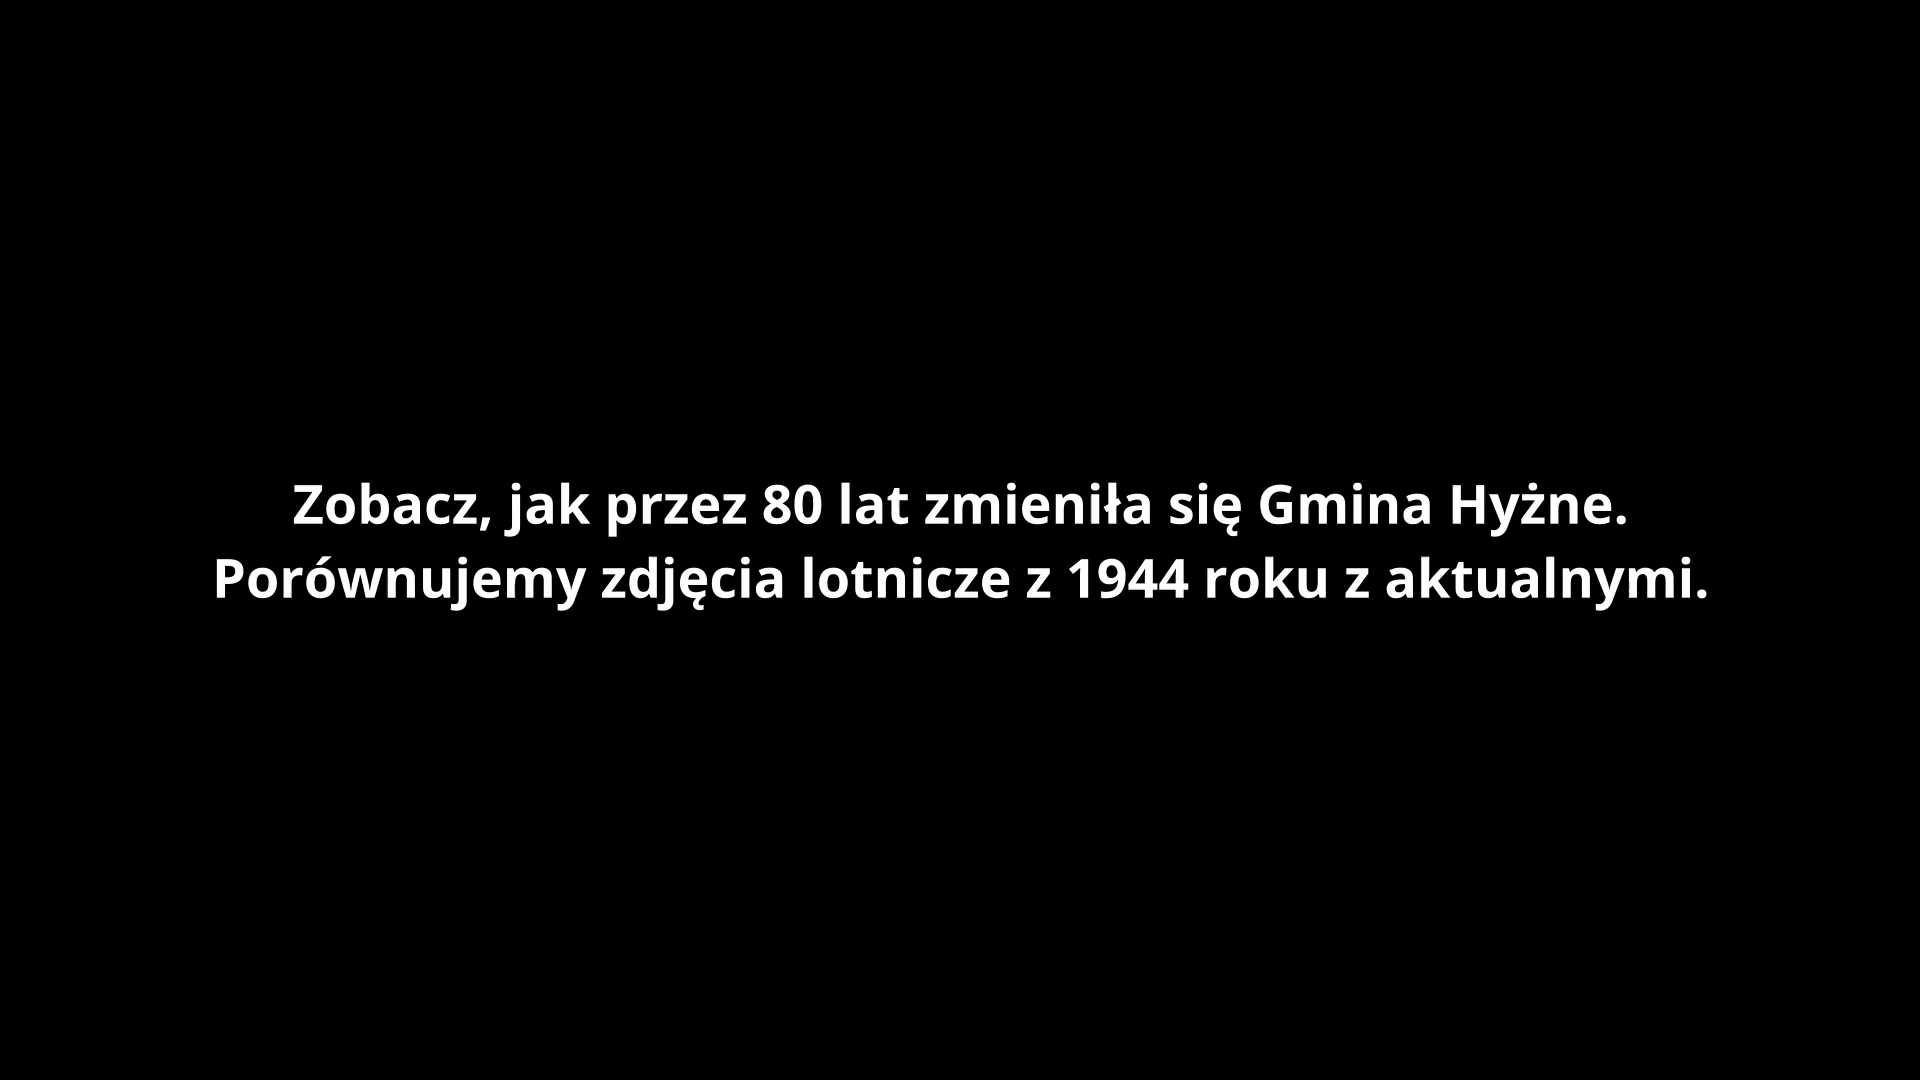 Zobacz, jak przez 80 lat zmieniła się Gmina Hyżne.
Porównujemy zdjęcia lotnicze z 1944 roku z aktualnymi.